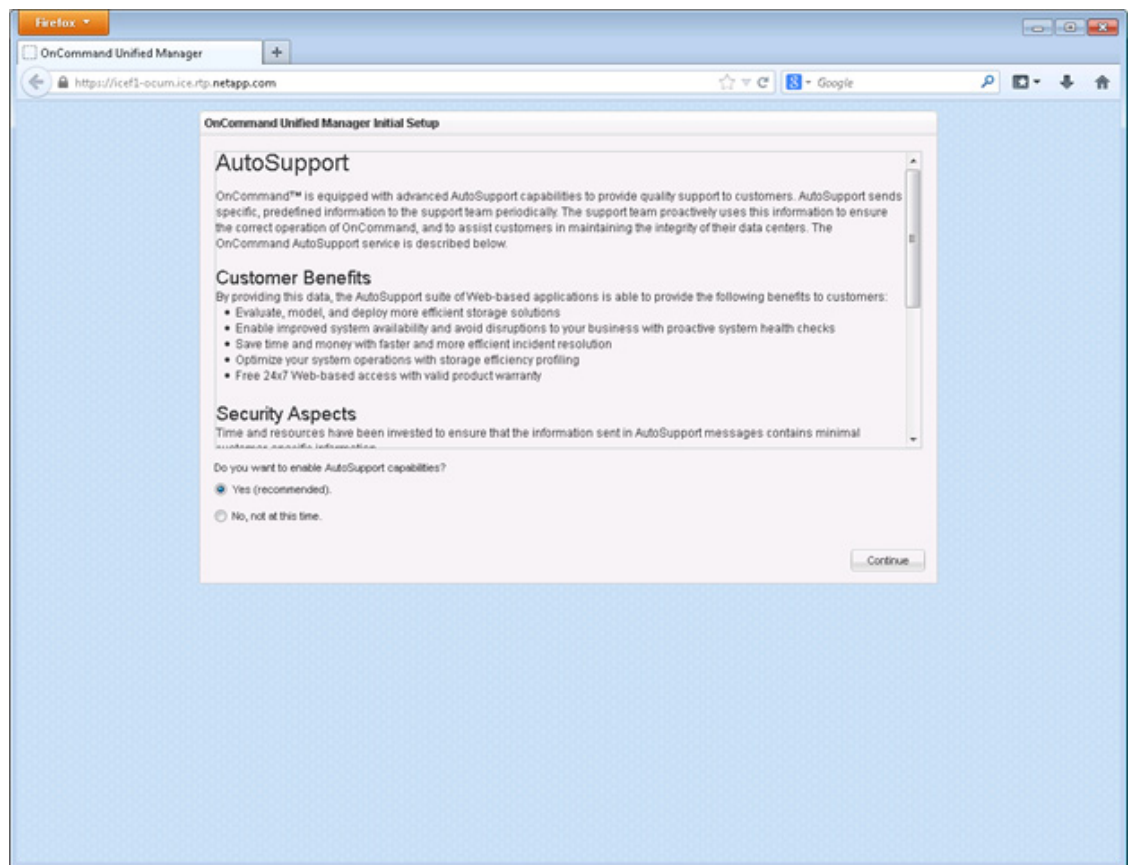 Firefox
OnCommand Unified Manager
https://icef1-ocum.ice.rtp.netapp.com
Google
OnCommand Unified Manager Initial Setup
AutoSupport
OnCommand™ is equipped with advanced AutoSupport capabilities to provide quality support to customers. AutoSupport sends
specific, predefined information to the support team periodically. The support team proactively uses this information to ensure
the correct operation of OnCommand, and to assist customers in maintaining the integrity of their data centers. The
OnCommand AutoSupport service is described below.
Customer Benefits
By providing this data, the AutoSupport suite of Web-based applications is able to provide the following benefits to customers:
• Evaluate, model, and deploy more efficient storage solutions
• Enable improved system availability and avoid disruptions to your business with proactive system health checks
• Save time and money with faster and more efficient incident resolution
• Optimize your system operations with storage efficiency profiling
• Free 24x7 Web-based access with valid product warranty
Security Aspects
Time and resources have been invested to ensure that the information sent in AutoSupport messages contains minimal
Do you want to enable AutoSupport capabilities?
Yes (recommended).
No, not at this time.
Continue